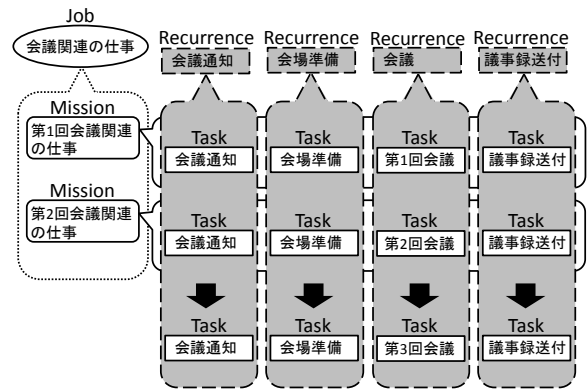 Job
会議関連の仕事
Recurrence Recurrence Recurrence Recurrence
会議通知 会場準備 会議 議事録送付
Mission
第1回会議関連
の仕事
Task Task Task Task
会議通知 会場準備 第1回会議 議事録送付
Mission
第2回会議関連
の仕事
Task Task Task Task
会議通知 会場準備 第2回会議 議事録送付
Task Task Task Task
会議通知 会場準備 第3回会議 議事録送付